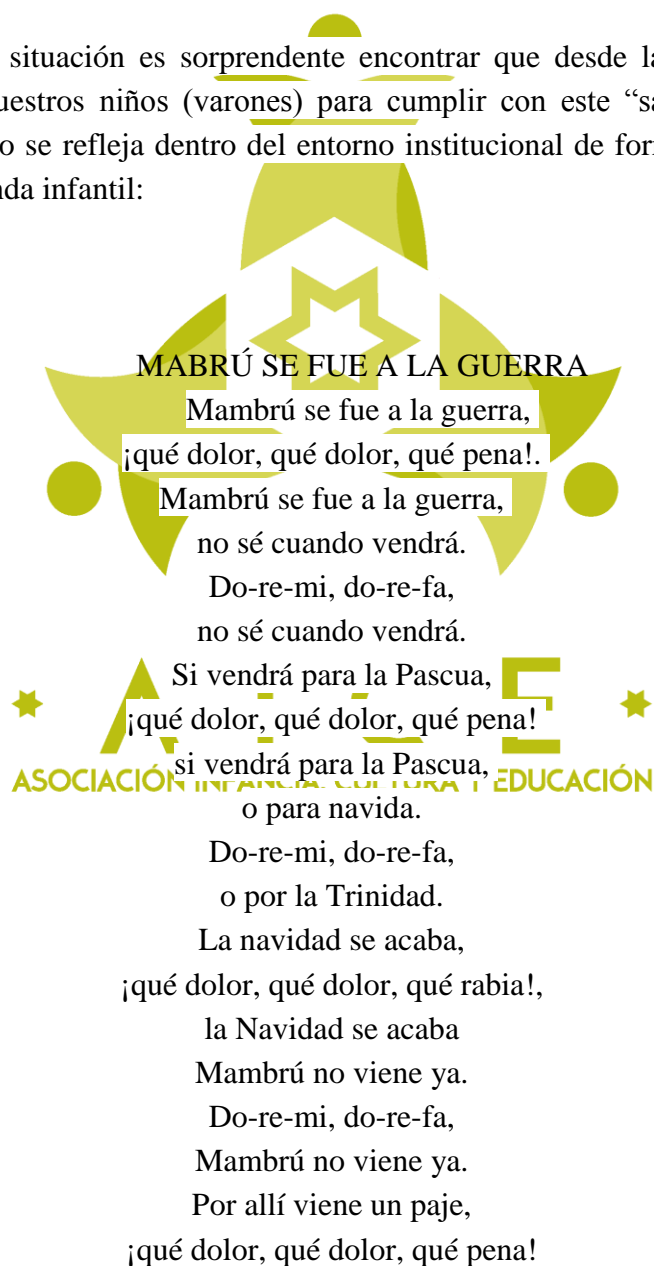 situación es sorprendente encontrar que desde la
uestros niños (varones) para cumplir con este “sa
o se refleja dentro del entorno institucional de for
nda infantil:
MABRÚ SE FUE A LA GUERRA
Mambrú se fue a la guerra,
¡qué dolor, qué dolor, qué pena!.
Mambrú se fue a la guerra,
no sé cuando vendrá.
Do-re-mi, do-re-fa,
no sé cuando vendrá.
Si vendrá para la Pascua,
¡qué dolor, qué dolor, qué pena!
si vendrá para la Pascua,
ASOCIACIÓN INFANCIA, CULTURA Y EDUCACIÓN
o para navida.
Do-re-mi, do-re-fa,
o por la Trinidad.
La navidad se acaba,
¡qué dolor, qué dolor, qué rabia!,
la Navidad se acaba
Mambrú no viene ya.
Do-re-mi, do-re-fa,
Mambrú no viene ya.
Por allí viene un paje,
¡qué dolor, qué dolor, qué pena!